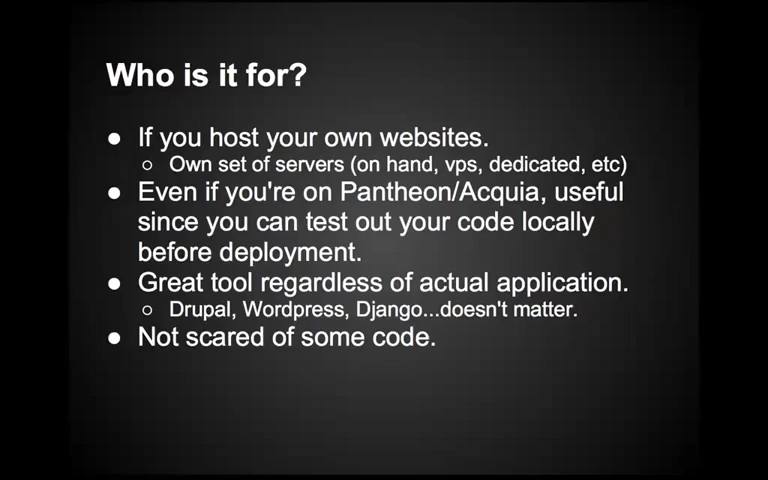 Who is it for?
● If you host your own websites.
○ Own set of servers (on hand, vps, dedicated, etc)
● Even if you're on Pantheon/Acquia, useful
since you can test out your code locally
before deployment.
● Great tool regardless of actual application.
○ Drupal, Wordpress, Django...doesn't matter.
● Not scared of some code.